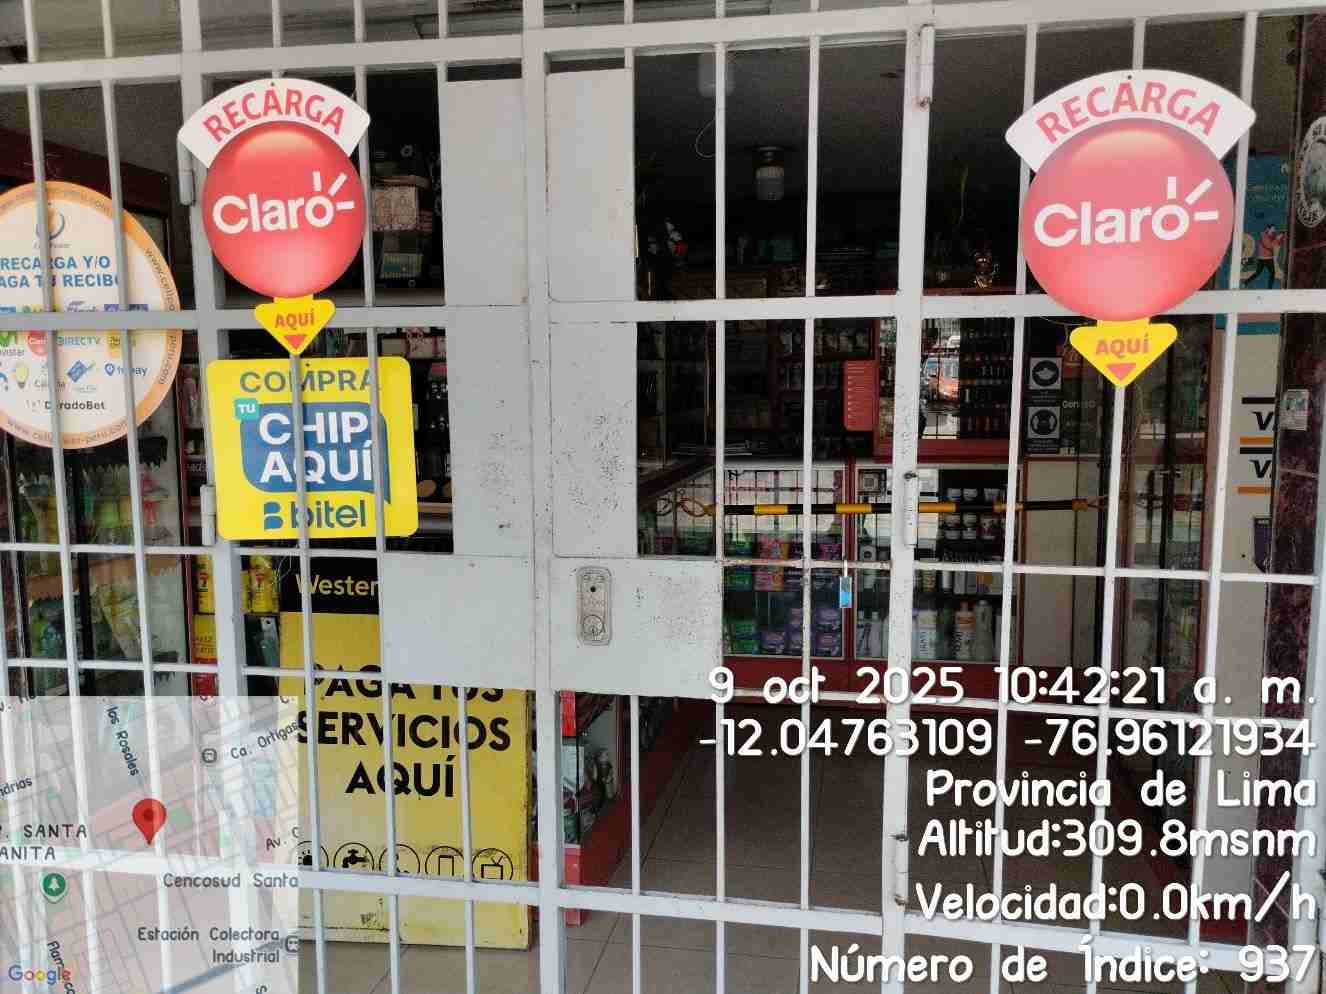 RECARGA
Claro
AQUÍ
RECARGA
Claro
AQUÍ
RECARGA Y/O
PAGA TU RECIBO
DIRECTV
DoradoBet
COMPRA
TU
CHIP
AQUÍ
bitel
Wester
PAGA TUS
SERVICIOS
AQUÍ
9 oct 2025 10:42:21 a. m.
-12.04763109 -76.96121934
Provincia de Lima
Altitud:309.8msnm
Velocidad:0.0km/h
Número de Índice: 937
los Rosales
Ca. Ortigas
SANTA
ANITA
Av.
Cencosud Santa
Estación Colectora
Industrial
Google